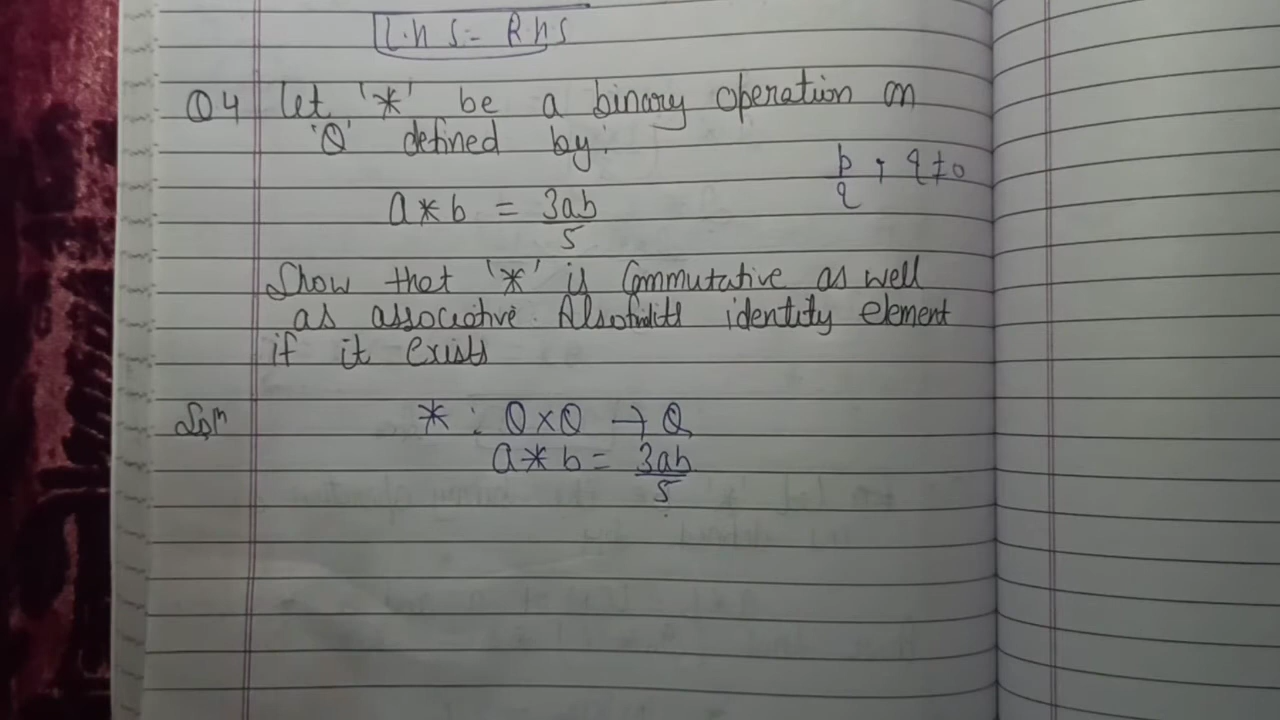 L.h S = R h S
Q4 Let '*' be a binary operation on
'Q' defined by:
p/q ; q≠0
a * b = 3ab/5
Show that '*' is Commutative as well
as associative. Also find its identity element
if it exists
Soln * : Q×Q → Q
a * b = 3ab/5